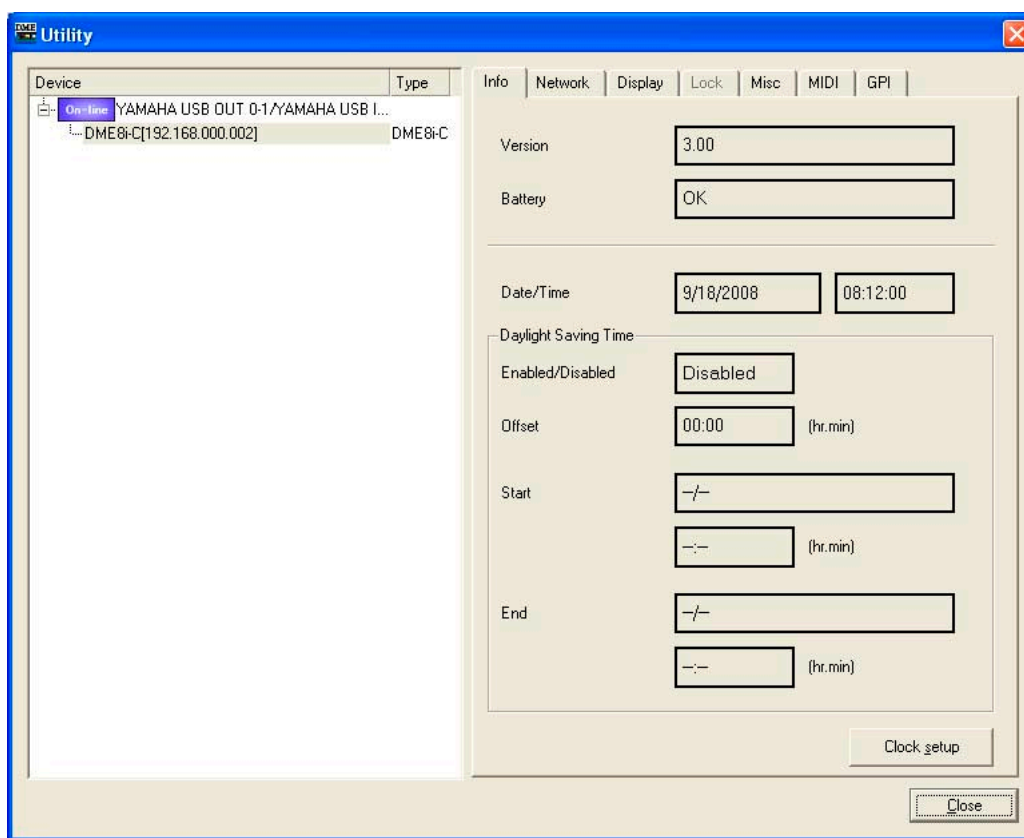 Utility
Device Type
On-line YAMAHA USB OUT 0-1/YAMAHA USB I...
DME8i-C[192.168.000.002] DME8i-C
Info Network Display Lock Misc MIDI GPI
Version 3.00
Battery OK
Date/Time 9/18/2008 08:12:00
Daylight Saving Time
Enabled/Disabled Disabled
Offset 00:00 (hr.min)
Start --/--
--:-- (hr.min)
End --/--
--:-- (hr.min)
Clock setup
Close